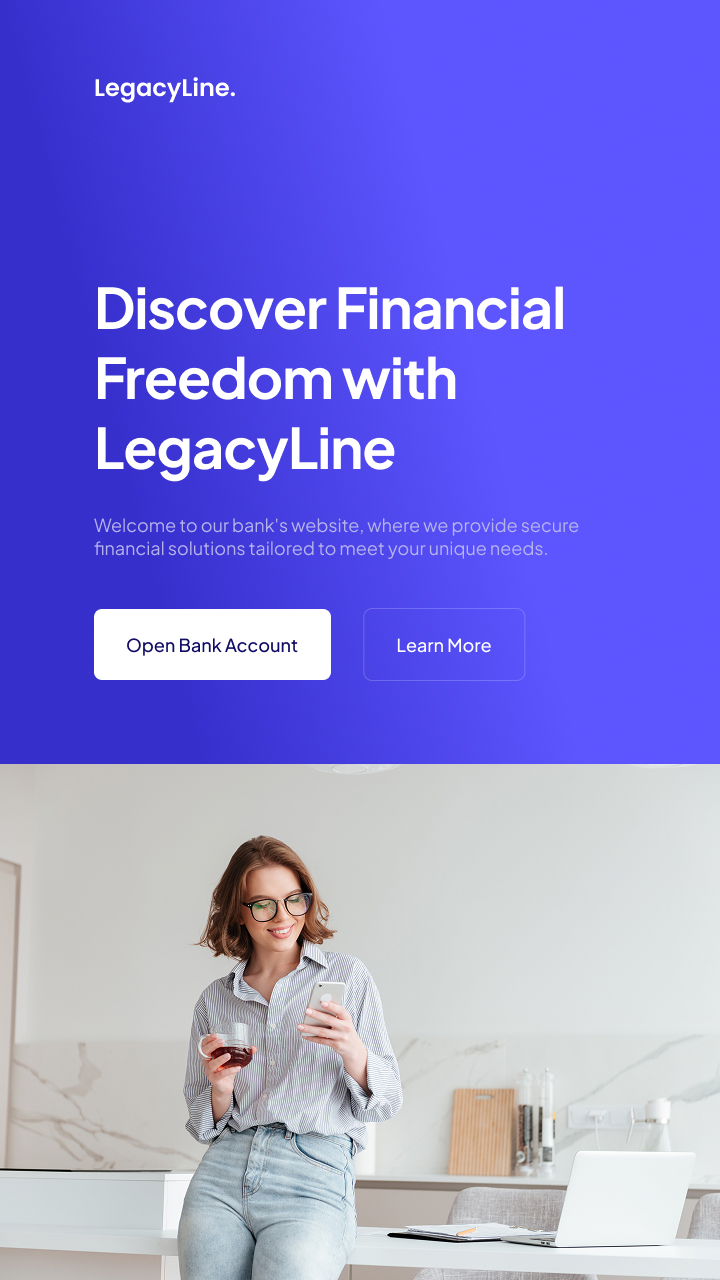 LegacyLine.
Discover Financial
Freedom with
LegacyLine
Welcome to our bank's website, where we provide secure
financial solutions tailored to meet your unique needs.
Open Bank Account
Learn More